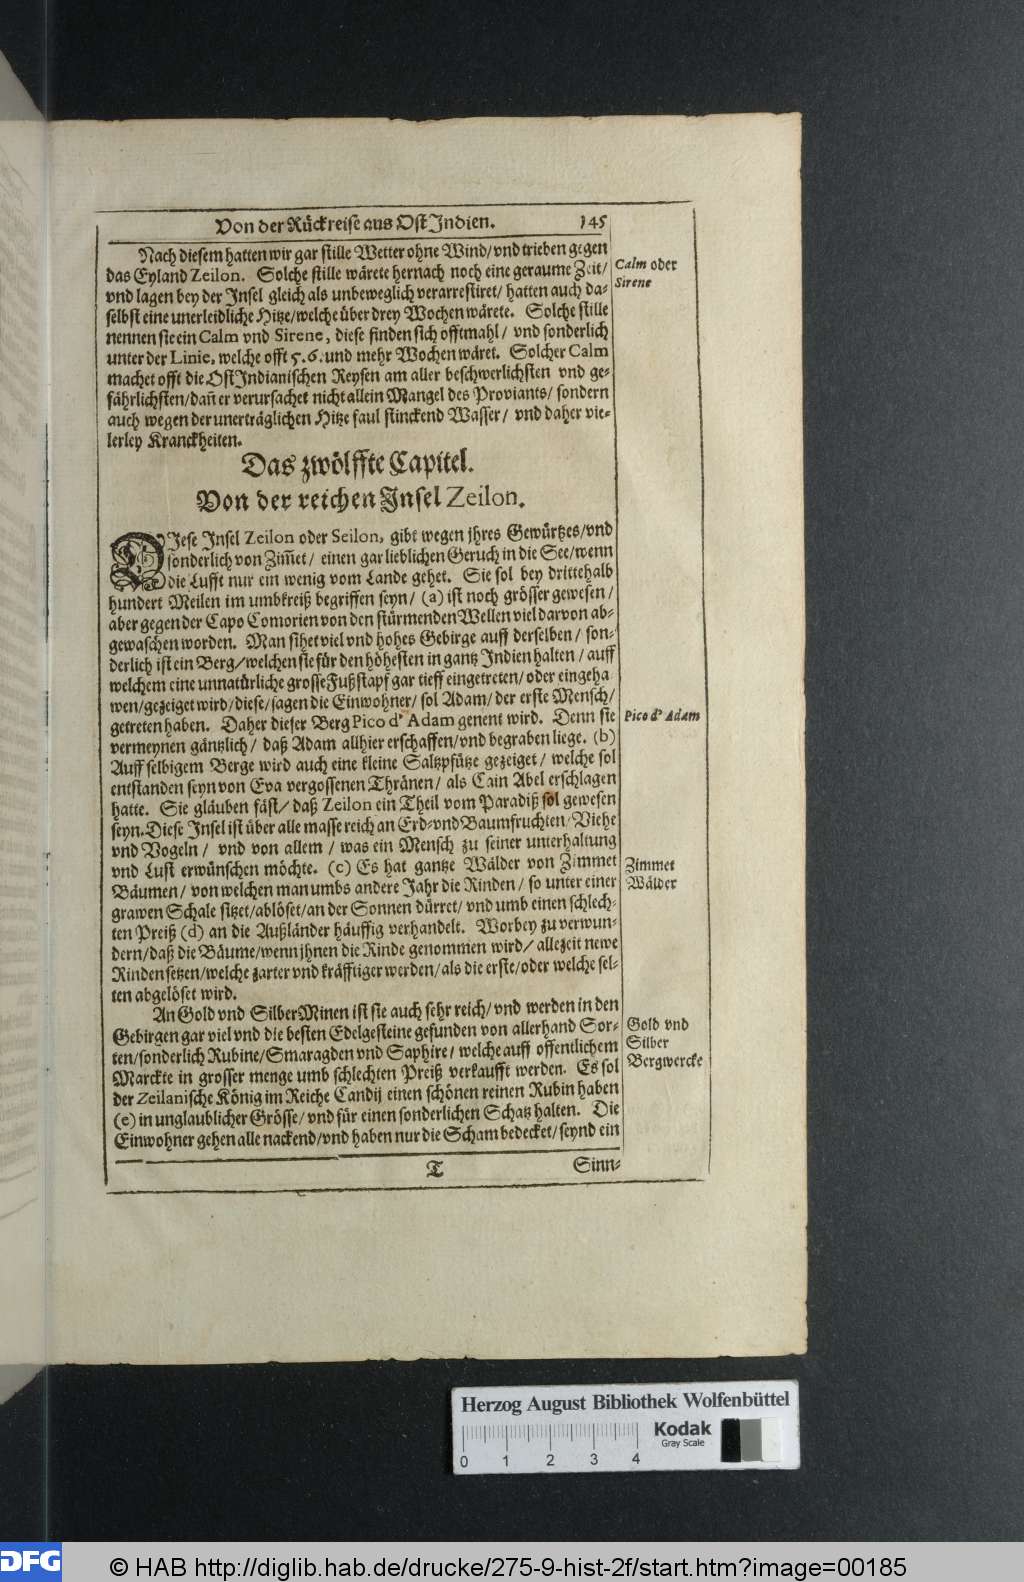 Von der Rückreise aus Ost Indien. 145
Nach diesem hatten wir gar stille Wetter ohne Wind/ vnd trieben gegen
das Eyland Zeilon. Solche stille wärete hernach noch eine geraume Zeit/
vnd lagen bey der Insel gleich als unbeweglich verarrestiret/ hatten auch da-
selbst eine unerleidliche Hitze/ welche über drey Wochen wärete. Solche stille
nennen sie ein Calm vnd Sirene, diese finden sich offtmahl/ vnd sonderlich
unter der Linie, welche offt 5. 6. und mehr Wochen wäret. Solcher Calm
machet offt die Ost Indianischen Reysen am aller beschwerlichsten vnd ge-
fährlichsten/ dañ er verursachet nicht allein Mangel des Proviants/ sondern
auch wegen der unerträglichen Hitze faul stinckend Wasser/ vnd daher vie-
lerley Kranckheiten.
Calm oder
Sirene
Das zwölffte Capitel.
Von der reichen Insel Zeilon.
DIese Insel Zeilon oder Seilon, gibt wegen jhres Gewürtzes/ vnd
sonderlich von Zim̃et/ einen gar lieblichen Geruch in die See/ wenn
die Lufft nur ein wenig vom Lande gehet. Sie sol bey drittehalb
hundert Meilen im umbkreiß begriffen seyn/ (a) ist noch grösser gewesen/
aber gegen der Capo Comorien von den stürmenden Wellen viel darvon ab-
gewaschen worden. Man sihet viel vnd hohes Gebirge auff derselben/ son-
derlich ist ein Berg/ welchen sie für den höhesten in gantz Indien halten/ auff
welchem eine unnatürliche grosse Fußstapf gar tieff eingetreten/ oder eingeha
wen/ gezeiget wird/ diese/ sagen die Einwohner/ sol Adam/ der erste Mensch/
getreten haben. Daher dieser Berg Pico d' Adam genent wird. Denn sie
vermeynen gäntzlich/ daß Adam allhier erschaffen/ vnd begraben liege. (b)
Auff selbigem Berge wird auch eine kleine Saltzpfütze gezeiget/ welche sol
entstanden seyn von Eva vergossenen Thränen/ als Cain Abel erschlagen
hatte. Sie gläuben fäst/ daß Zeilon ein Theil vom Paradiß sol gewesen
seyn. Diese Insel ist über alle masse reich an Erd- vnd Baumfruchten/ Viehe
vnd Vogeln/ vnd von allem/ was ein Mensch zu seiner unterhaltung
vnd Lust erwünschen möchte. (c) Es hat gantze Wälder von Zimmet
Bäumen/ von welchen man umbs andere Jahr die Rinden/ so unter einer
grawen Schale sitzet/ ablöset/ an der Sonnen dürret/ vnd umb einen schlech-
ten Preiß (d) an die Außländer häuffig verhandelt. Worbey zu verwun-
dern/ daß die Bäume/ wenn jhnen die Rinde genommen wird/ allezeit newe
Rinden setzen/ welche zarter vnd kräfftiger werden/ als die erste/ oder welche sel-
ten abgelöset wird.
Pico d' Adam
Zimmet
Wälder
An Gold vnd Silber Minen ist sie auch sehr reich/ vnd werden in den
Gebirgen gar viel vnd die besten Edelgesteine gefunden von allerhand Sor-
ten/ sonderlich Rubine/ Smaragden vnd Saphire/ welche auff offentlichem
Marckte in grosser menge umb schlechten Preiß verkaufft werden. Es sol
der Zeilanische König im Reiche Candij einen schönen reinen Rubin haben
(e) in unglaublicher Grösse/ vnd für einen sonderlichen Schatz halten. Die
Einwohner gehen alle nackend/ vnd haben nur die Scham bedecket/ seynd ein
Gold vnd
Silber
Bergwercke
T Sinn-
Herzog August Bibliothek Wolfenbüttel
Kodak
Gray Scale
0 1 2 3 4
DFG © HAB http://diglib.hab.de/drucke/275-9-hist-2f/start.htm?image=00185